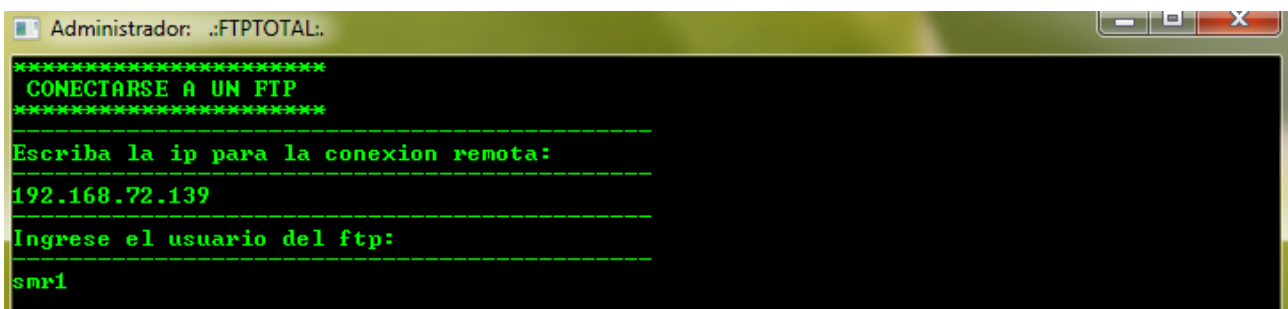 Administrador: .:FTPTOTAL:.
**********************
CONECTARSE A UN FTP
**********************
---------------------------------------------
Escriba la ip para la conexion remota:
---------------------------------------------
192.168.72.139
---------------------------------------------
Ingrese el usuario del ftp:
---------------------------------------------
smr1